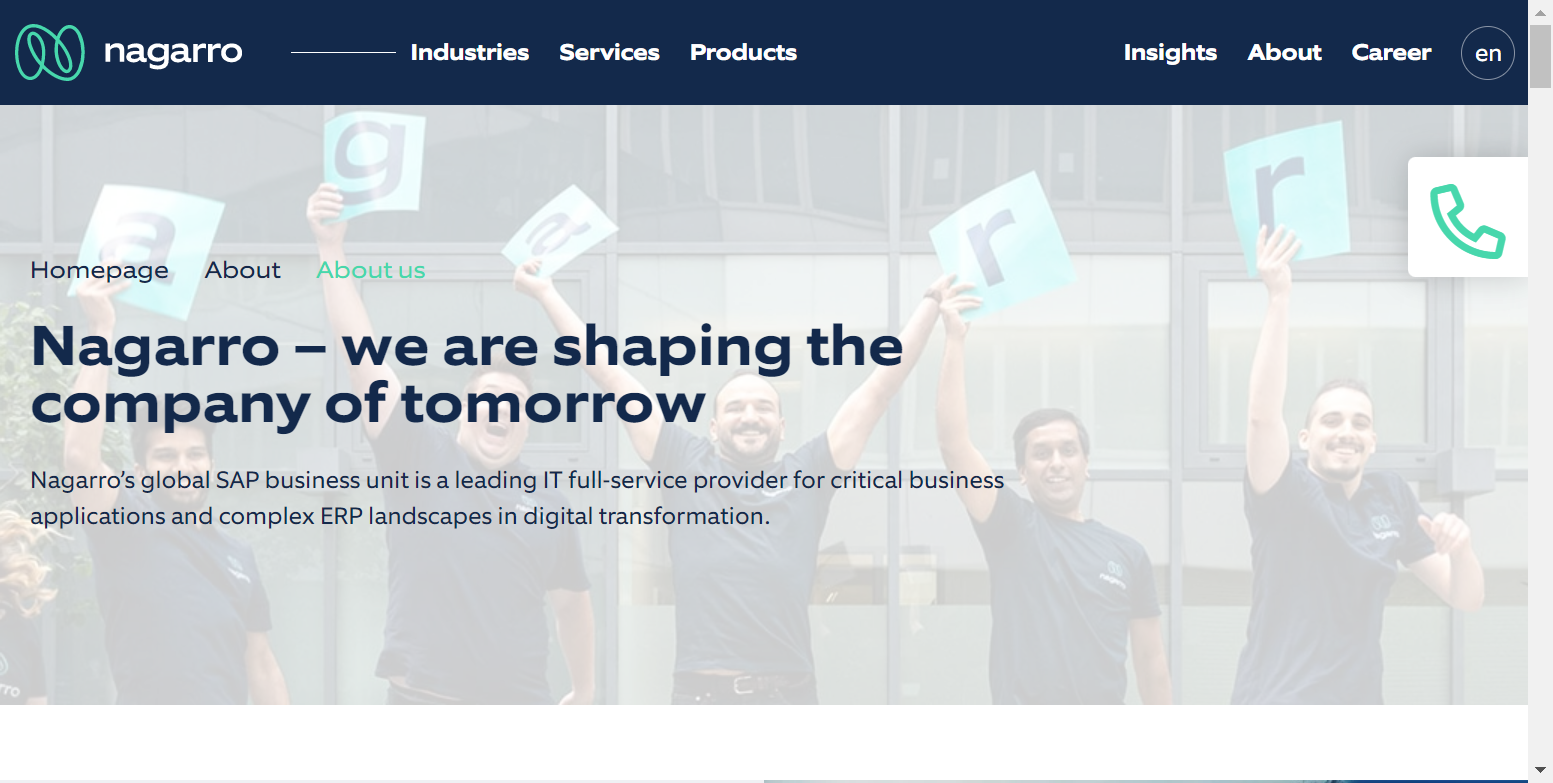 nagarro
Industries
Services
Products
Insights
About
Career
en
a
g
a
r
r
Homepage
About
About us
Nagarro – we are shaping the
company of tomorrow
Nagarro’s global SAP business unit is a leading IT full-service provider for critical business
applications and complex ERP landscapes in digital transformation.
nagarro
nagarro